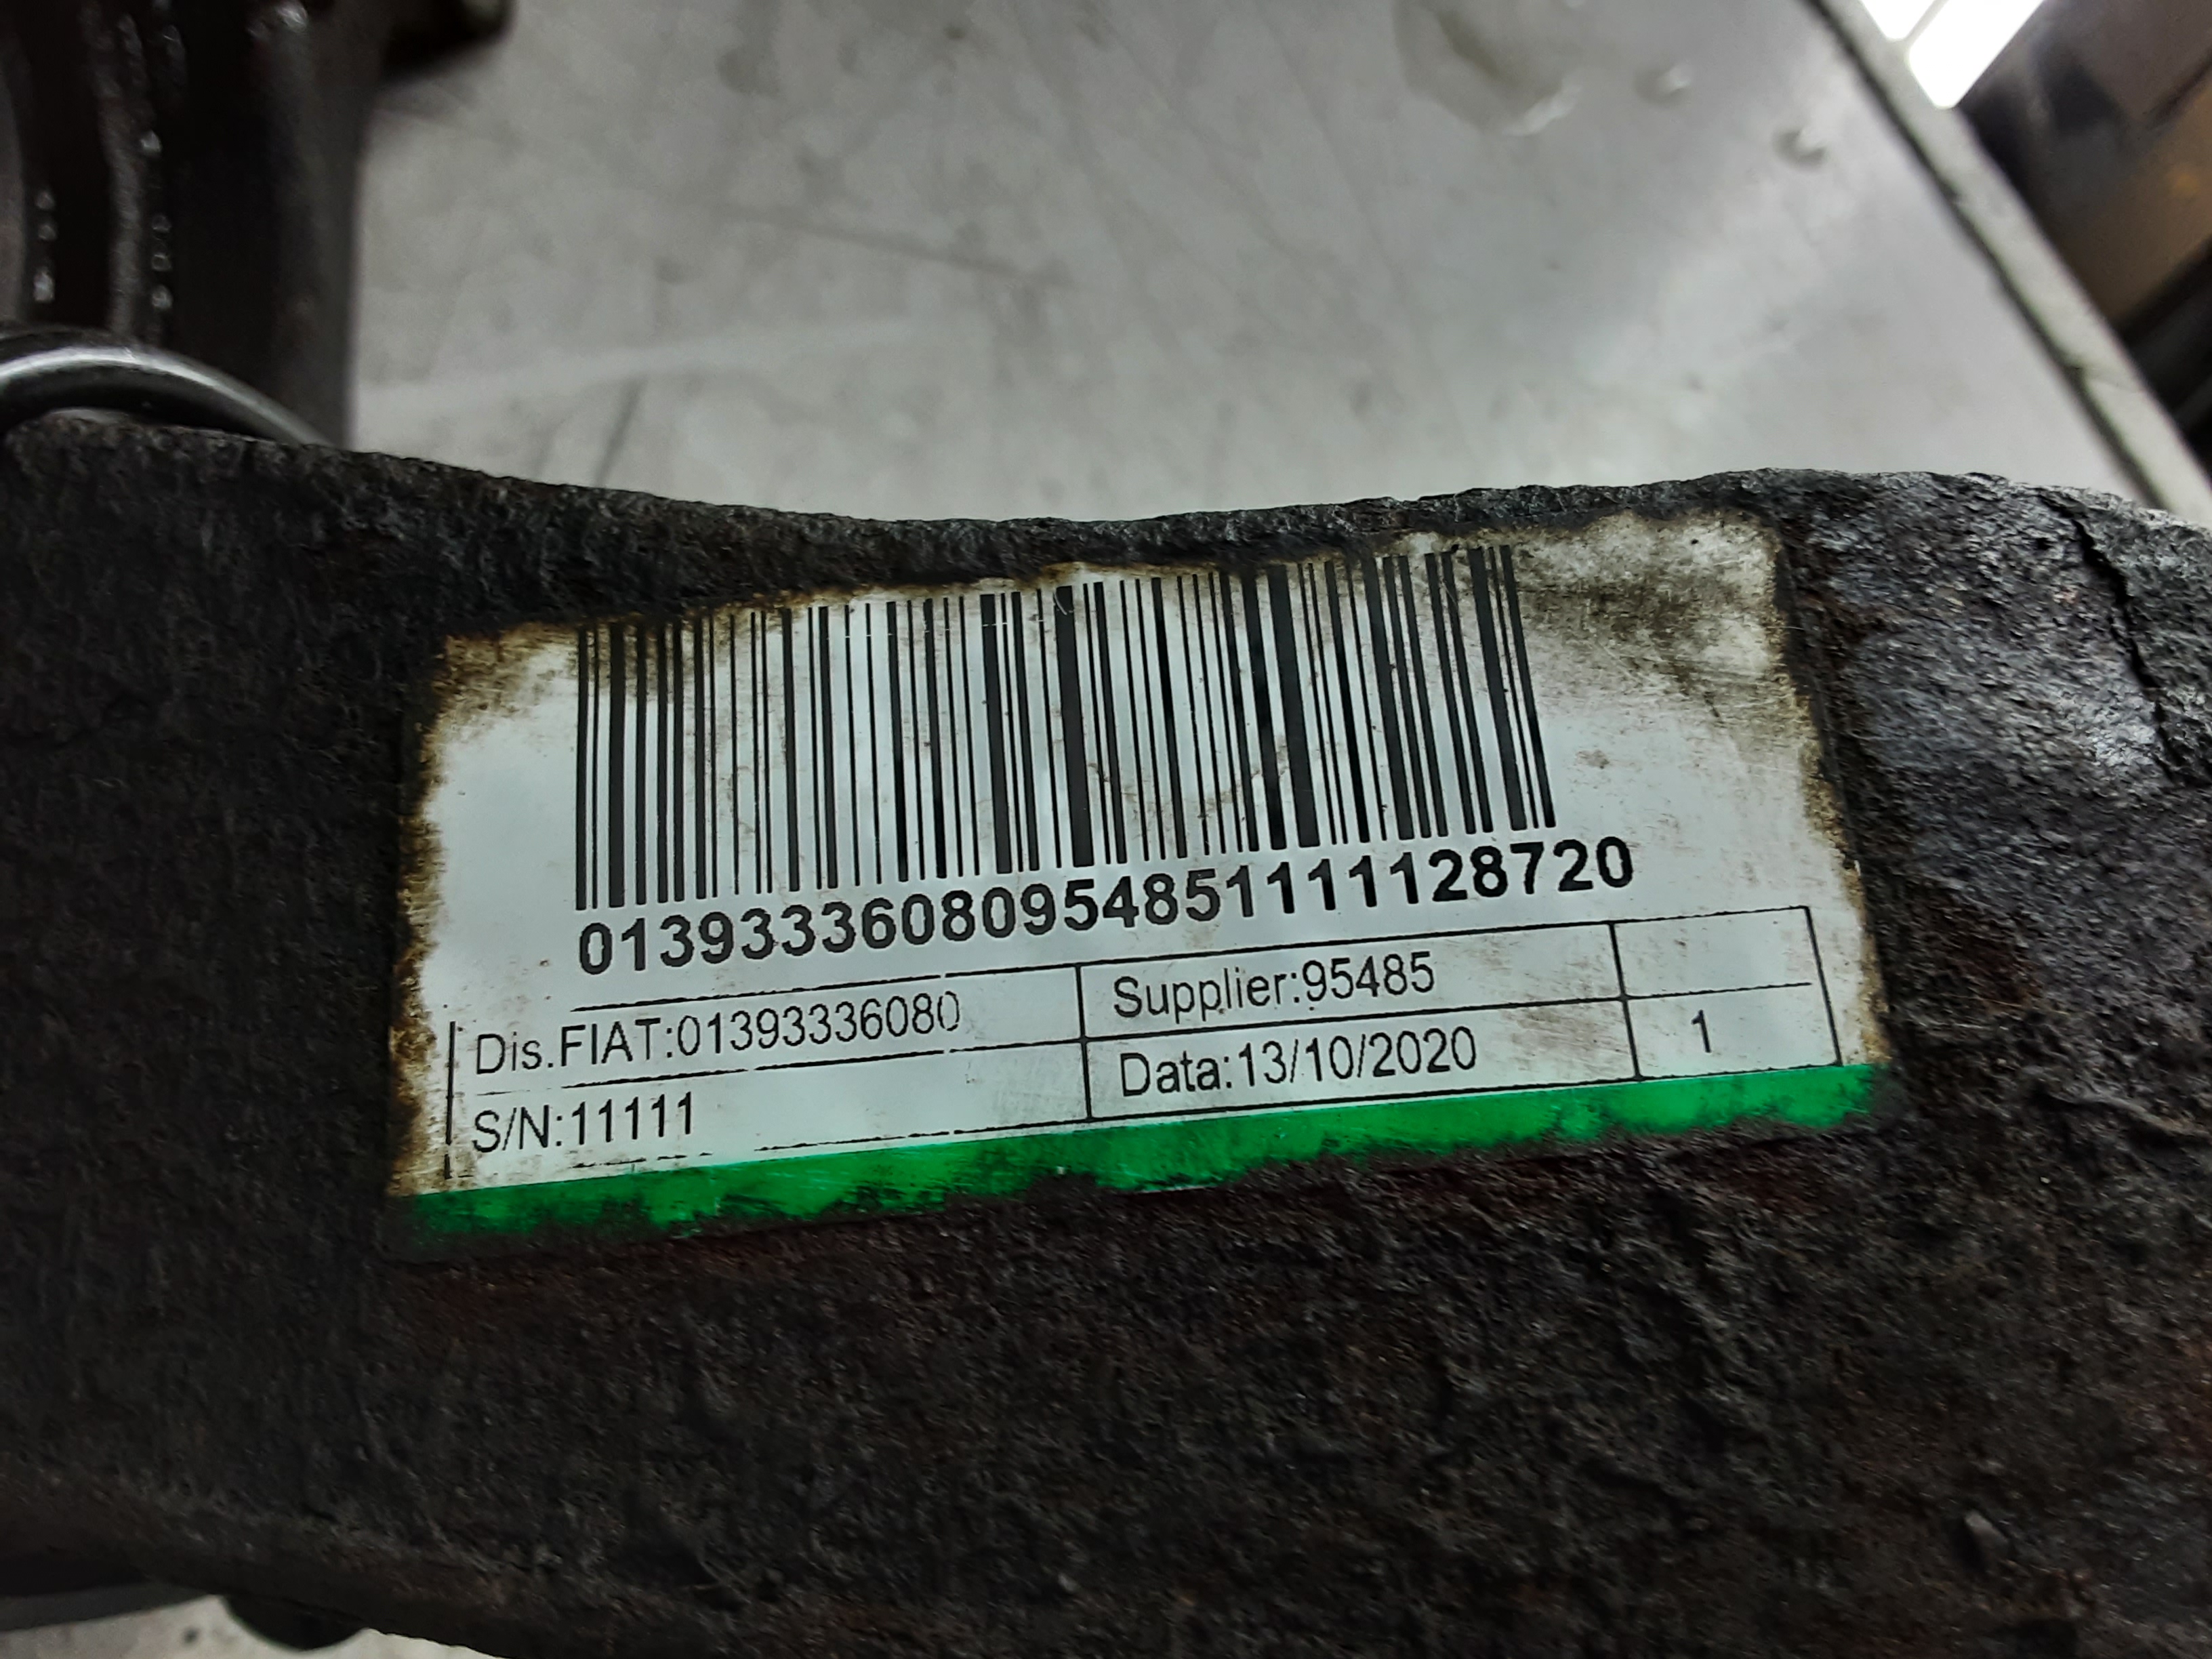 01393336080954851111128720
Dis.FIAT:01393336080 Supplier:95485
S/N:11111 Data:13/10/2020 1